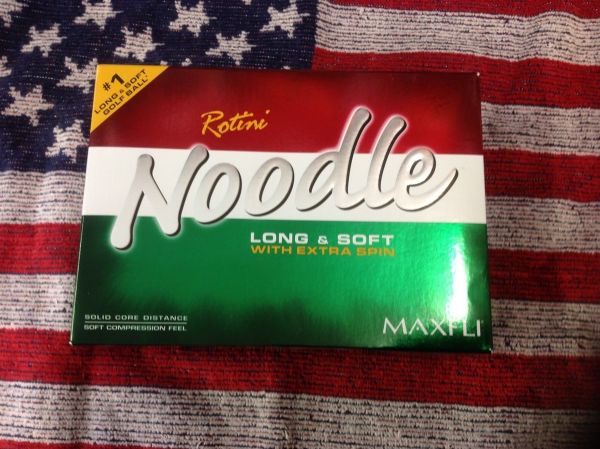 #1
LONG & SOFT
GOLF BALL*
Rotini
Noodle
LONG & SOFT
WITH EXTRA SPIN
SOLID CORE DISTANCE
SOFT COMPRESSION FEEL
MAXFLI